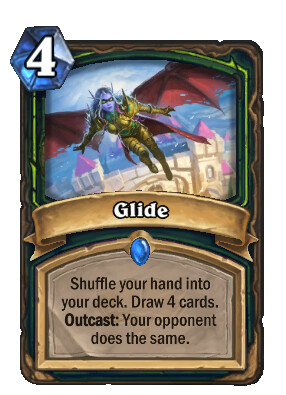 4
Glide
Shuffle your hand into
your deck. Draw 4 cards.
Outcast: Your opponent
does the same.